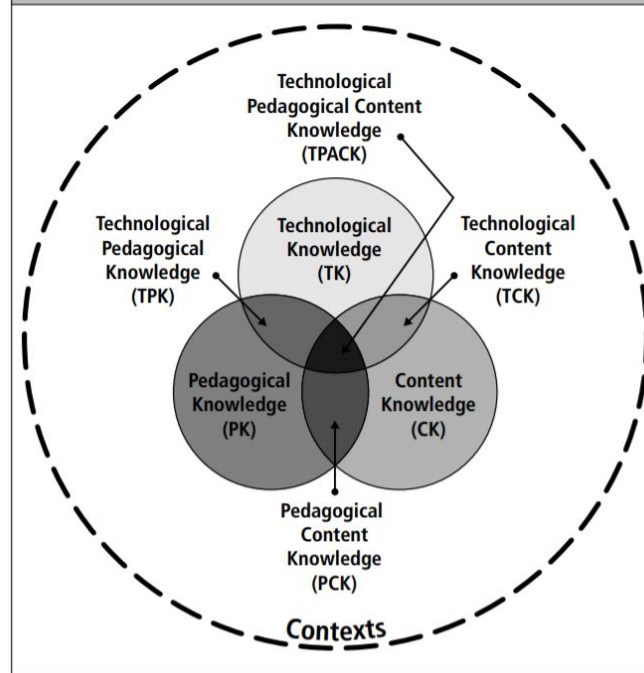 Technological
Pedagogical Content
Knowledge
(TPACK)
Technological
Pedagogical
Knowledge
(TPK)
Technological
Knowledge
(TK)
Technological
Content
Knowledge
(TCK)
Pedagogical
Knowledge
(PK)
Content
Knowledge
(CK)
Pedagogical
Content
Knowledge
(PCK)
Contexts